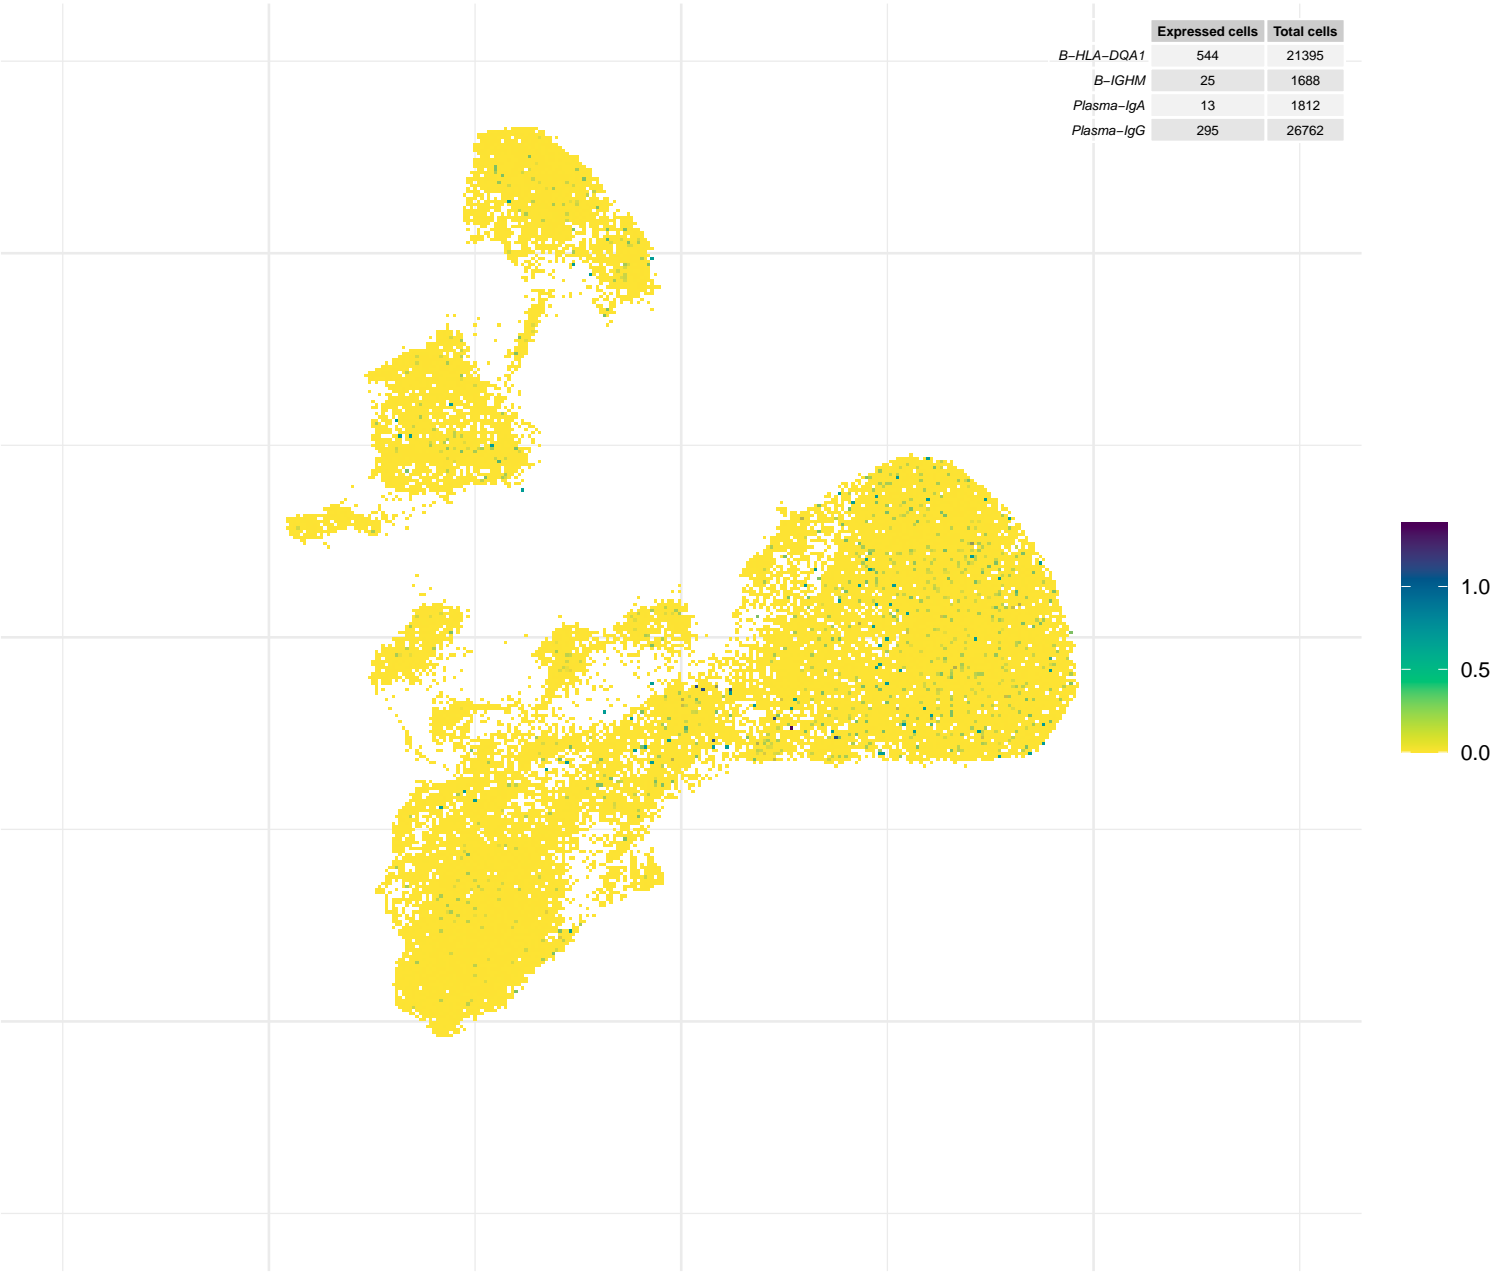 Expressed cells Total cells
B−HLA−DQA1 544 21395
B−IGHM 25 1688
Plasma−IgA 13 1812
Plasma−IgG 295 26762
1.0
0.5
0.0